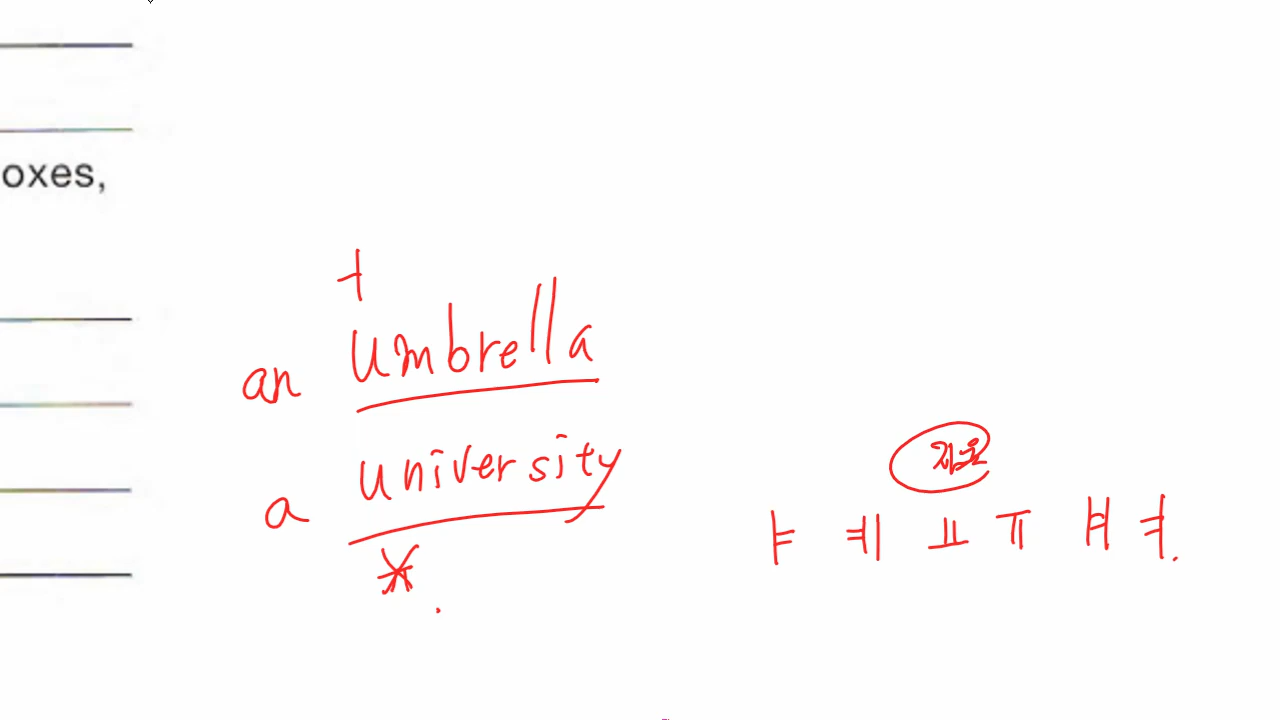 oxes,
ㅓ
an umbrella
a university
*.
자음
ㅑ ㅖ ㅛ ㅠ ㅒ ㅕ.